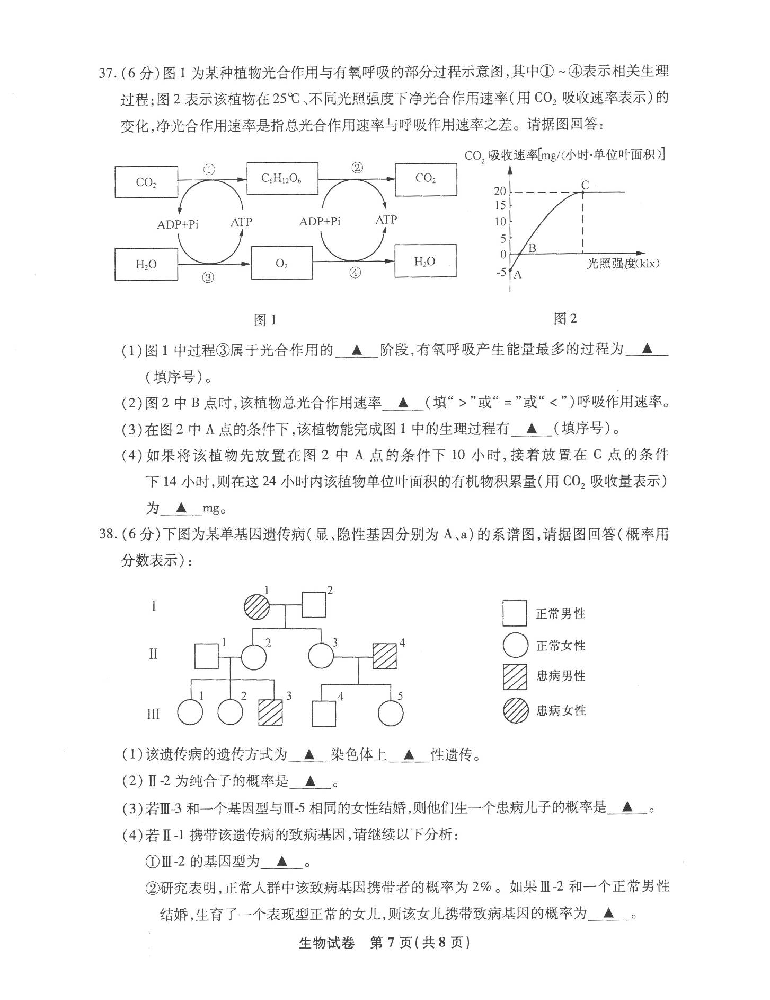 37.(6分)图1为某种植物光合作用与有氧呼吸的部分过程示意图,其中①~④表示相关生理
过程;图2表示该植物在25℃、不同光照强度下净光合作用速率(用CO₂吸收速率表示)的
变化,净光合作用速率是指总光合作用速率与呼吸作用速率之差。请据图回答:
CO₂吸收速率[mg/(小时·单位叶面积)]
① ②
CO₂ C₆H₁₂O₆ CO₂
ADP+Pi ATP ADP+Pi ATP
H₂O O₂ H₂O
③ ④
20 C
15
10
5
0 B
-5 A
光照强度(klx)
图1 图2
(1)图1中过程③属于光合作用的▲阶段,有氧呼吸产生能量最多的过程为▲
(填序号)。
(2)图2中B点时,该植物总光合作用速率▲(填“>”或“=”或“<”)呼吸作用速率。
(3)在图2中A点的条件下,该植物能完成图1中的生理过程有▲(填序号)。
(4)如果将该植物先放置在图2中A点的条件下10小时,接着放置在C点的条件
下14小时,则在这24小时内该植物单位叶面积的有机物积累量(用CO₂吸收量表示)
为▲mg。
38.(6分)下图为某单基因遗传病(显、隐性基因分别为A、a)的系谱图,请据图回答(概率用
分数表示):
Ⅰ 1 2
Ⅱ 1 2 3 4
Ⅲ 1 2 3 4 5
正常男性
正常女性
患病男性
患病女性
(1)该遗传病的遗传方式为▲染色体上▲性遗传。
(2)Ⅱ-2为纯合子的概率是▲。
(3)若Ⅲ-3和一个基因型与Ⅲ-5相同的女性结婚,则他们生一个患病儿子的概率是▲。
(4)若Ⅱ-1携带该遗传病的致病基因,请继续以下分析:
①Ⅲ-2的基因型为▲。
②研究表明,正常人群中该致病基因携带者的概率为2%。如果Ⅲ-2和一个正常男性
结婚,生育了一个表现型正常的女儿,则该女儿携带致病基因的概率为▲。
生物试卷 第7页(共8页)